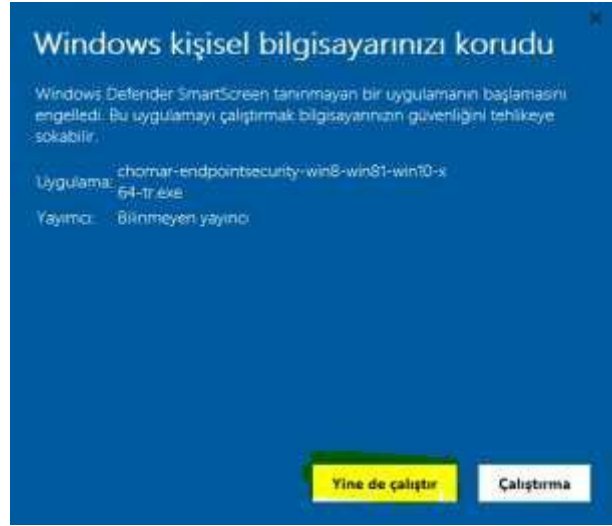 Windows kişisel bilgisayarınızı korudu
Windows Defender SmartScreen tanınmayan bir uygulamanın başlamasını
engelledi. Bu uygulamayı çalıştırmak bilgisayarınızın güvenliğini tehlikeye
sokabilir.
Uygulama: chomar-endpointsecurity-win8-win81-win10-x
64-tr.exe
Yayımcı: Bilinmeyen yayıncı
Yine de çalıştır Çalıştırma